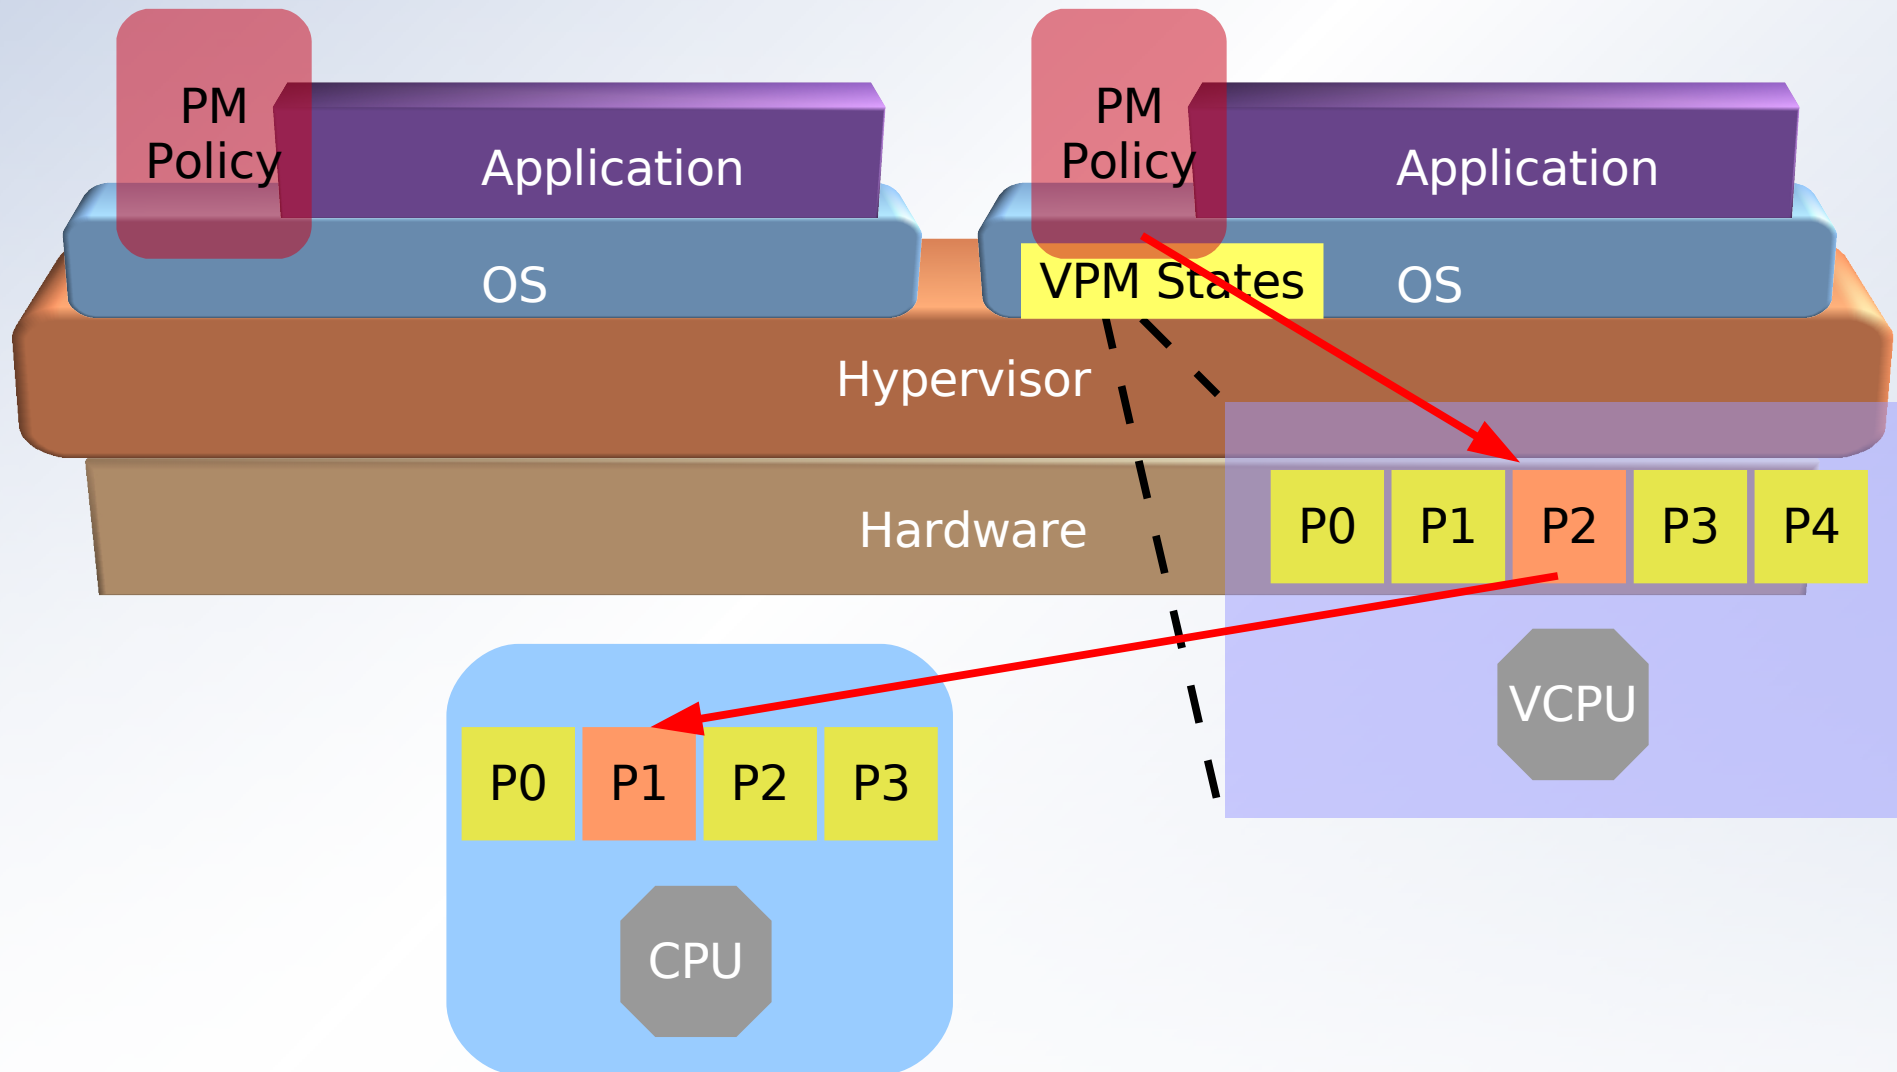 PM
Policy
Application
OS
PM
Policy
Application
VPM States
OS
Hypervisor
Hardware
P0 P1 P2 P3 P4
VCPU
P0 P1 P2 P3
CPU